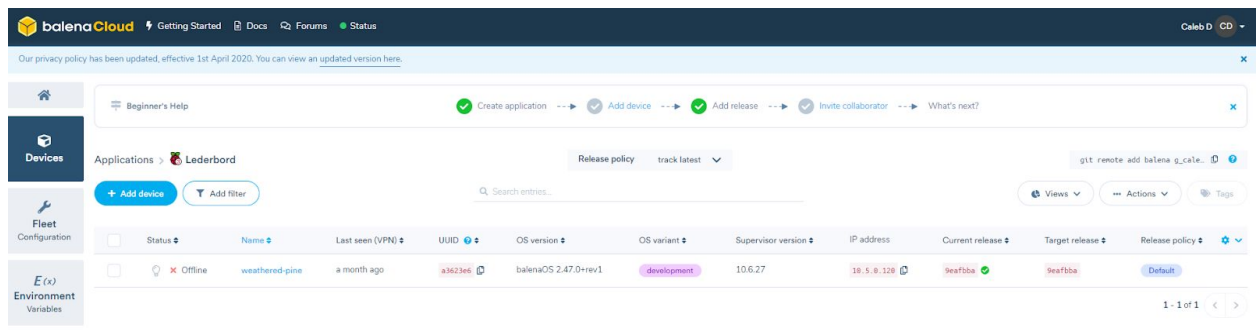 balenaCloud Getting Started Docs Forums Status Caleb D CD
Our privacy policy has been updated, effective 1st April 2020. You can view an updated version here.
Beginner's Help Create application Add device Add release Invite collaborator What's next?
Devices
Applications > Lederbord Release policy track latest git remote add balena g_cale…
+ Add device Add filter Search entries... Views Actions Tags
Fleet
Configuration
Status Name Last seen (VPN) UUID OS version OS variant Supervisor version IP address Current release Target release Release policy
Offline weathered-pine a month ago a3623e6 balenaOS 2.47.0+rev1 development 10.6.27 10.5.0.120 9eafbba 9eafbba Default
E(x)
Environment
Variables
1 - 1 of 1